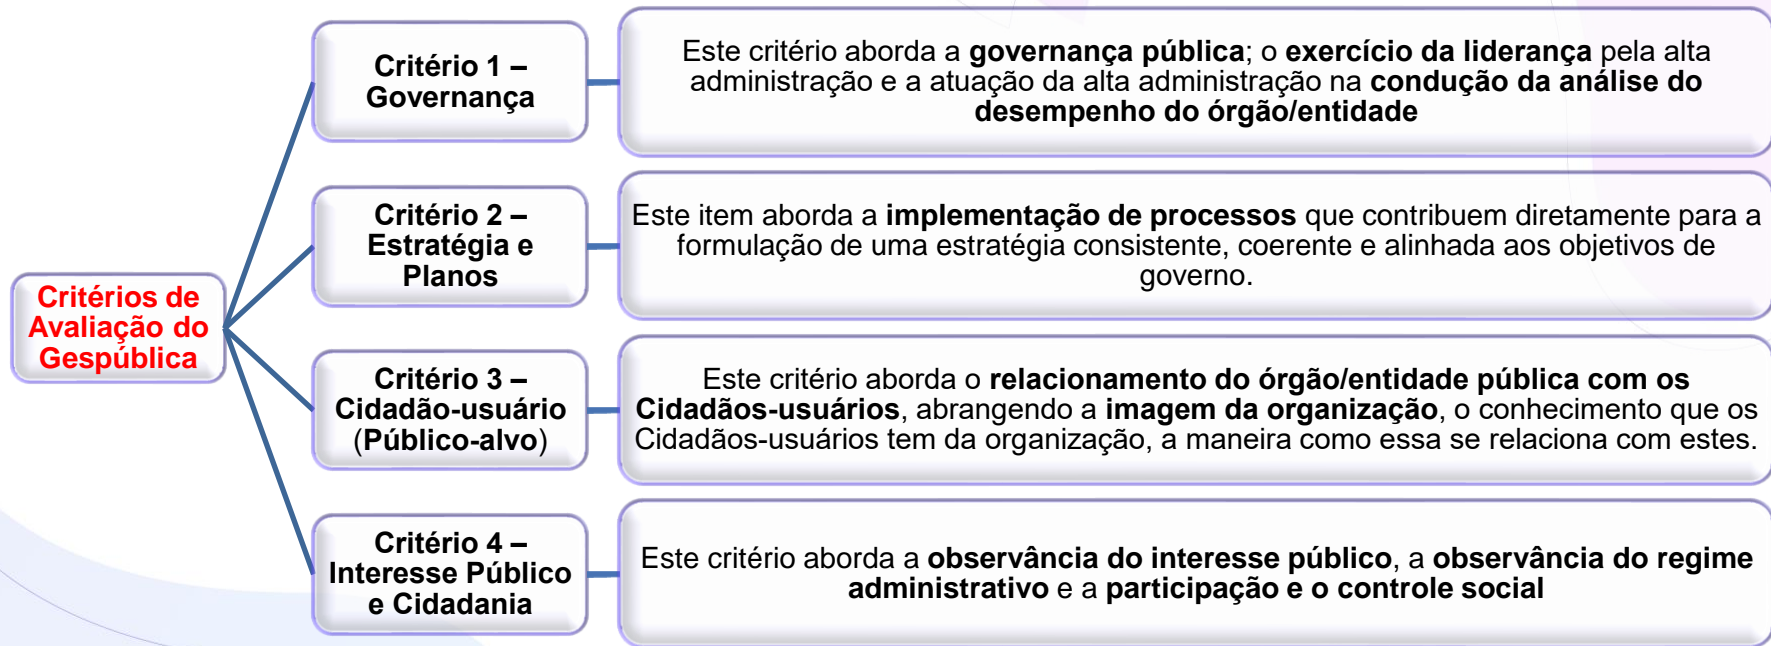 Critérios de
Avaliação do
Gespública
Critério 1 –
Governança
Este critério aborda a governança pública; o exercício da liderança pela alta
administração e a atuação da alta administração na condução da análise do
desempenho do órgão/entidade
Critério 2 –
Estratégia e
Planos
Este item aborda a implementação de processos que contribuem diretamente para a
formulação de uma estratégia consistente, coerente e alinhada aos objetivos de
governo.
Critério 3 –
Cidadão-usuário
(Público-alvo)
Este critério aborda o relacionamento do órgão/entidade pública com os
Cidadãos-usuários, abrangendo a imagem da organização, o conhecimento que os
Cidadãos-usuários tem da organização, a maneira como essa se relaciona com estes.
Critério 4 –
Interesse Público
e Cidadania
Este critério aborda a observância do interesse público, a observância do regime
administrativo e a participação e o controle social